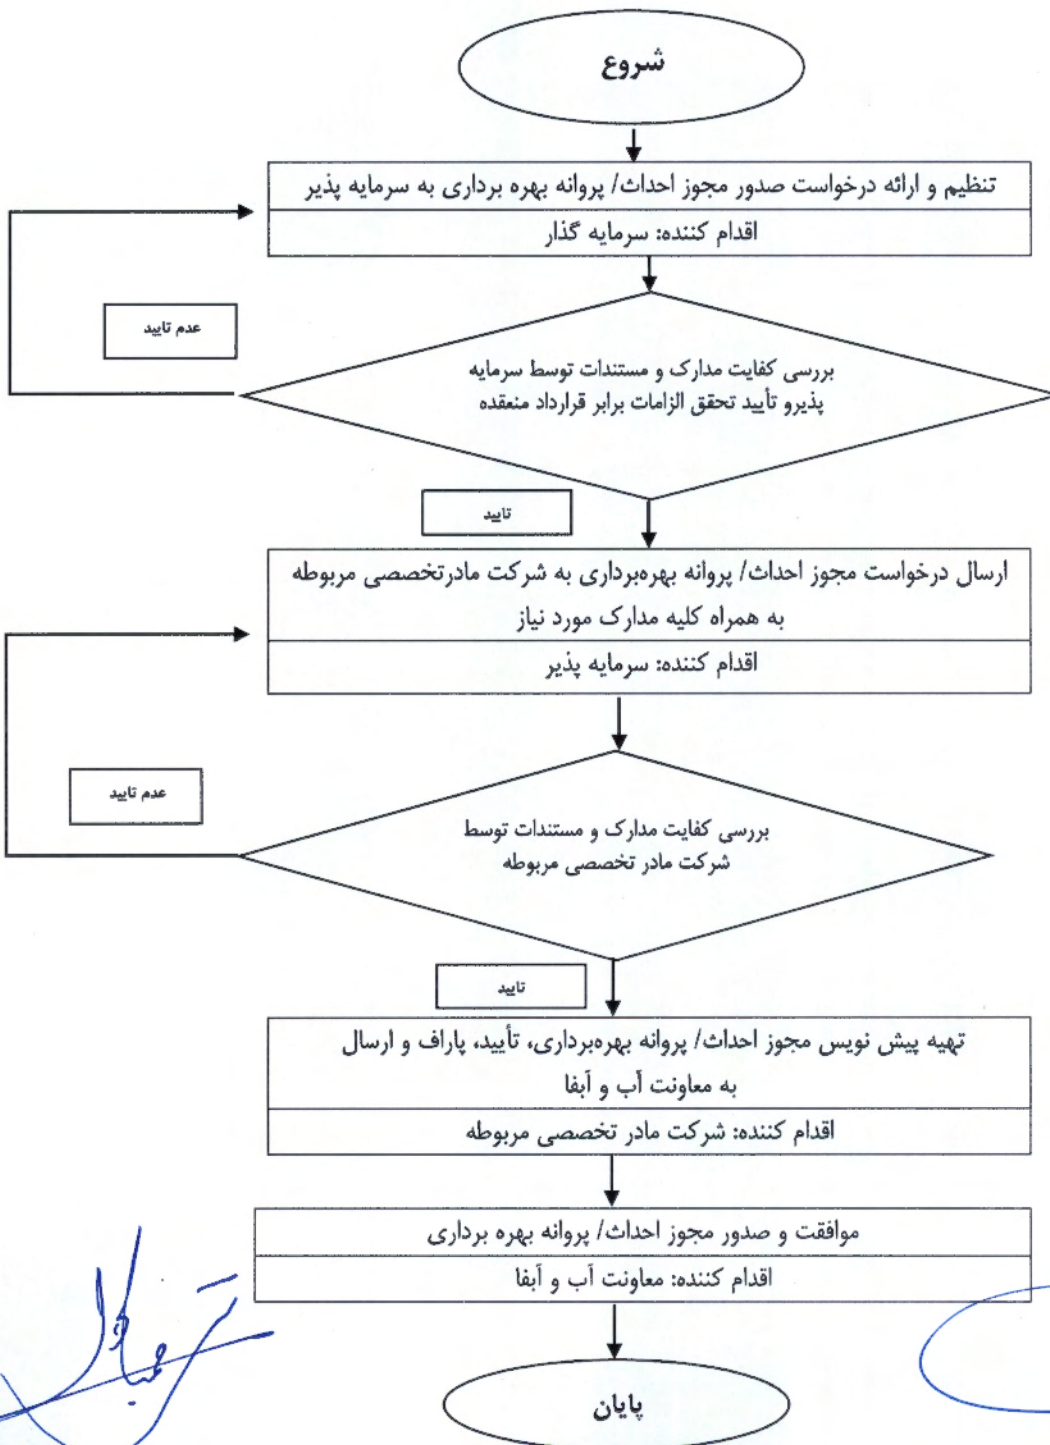 شروع
تنظیم و ارائه درخواست صدور مجوز احداث/ پروانه بهره برداری به سرمایه پذیر
اقدام کننده: سرمایه گذار
عدم تایید
بررسی کفایت مدارک و مستندات توسط سرمایه
پذیرو تأیید تحقق الزامات برابر قرارداد منعقده
تایید
ارسال درخواست مجوز احداث/ پروانه بهره‌برداری به شرکت مادرتخصصی مربوطه
به همراه کلیه مدارک مورد نیاز
اقدام کننده: سرمایه پذیر
عدم تایید
بررسی کفایت مدارک و مستندات توسط
شرکت مادر تخصصی مربوطه
تایید
تهیه پیش نویس مجوز احداث/ پروانه بهره‌برداری، تأیید، پاراف و ارسال
به معاونت آب و آبفا
اقدام کننده: شرکت مادر تخصصی مربوطه
موافقت و صدور مجوز احداث/ پروانه بهره برداری
اقدام کننده: معاونت آب و آبفا
پایان